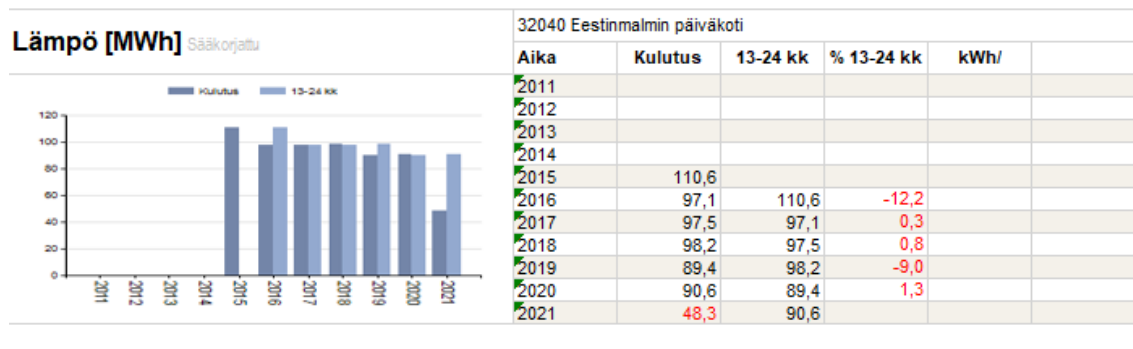 Lämpö [MWh] Sääkorjattu
Kulutus 13-24 kk
120
100
80
60
40
20
0
2011 2012 2013 2014 2015 2016 2017 2018 2019 2020 2021
32040 Eestinmalmin päiväkoti
Aika Kulutus 13-24 kk % 13-24 kk kWh/
2011
2012
2013
2014
2015 110,6
2016 97,1 110,6 -12,2
2017 97,5 97,1 0,3
2018 98,2 97,5 0,8
2019 89,4 98,2 -9,0
2020 90,6 89,4 1,3
2021 48,3 90,6